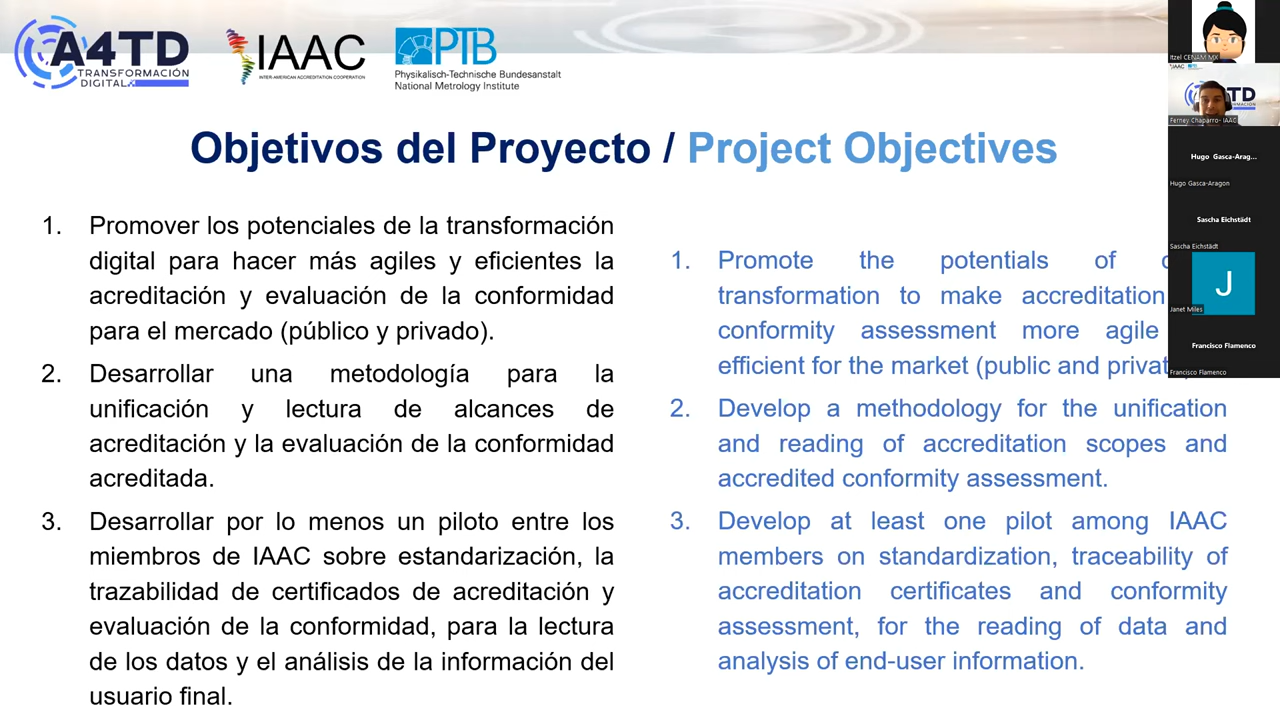 A4TD
TRANSFORMACIÓN
DIGITAL
IAAC
INTER-AMERICAN ACCREDITATION COOPERATION
PTB
Physikalisch-Technische Bundesanstalt
National Metrology Institute
Objetivos del Proyecto / Project Objectives
1. Promover los potenciales de la transformación
digital para hacer más agiles y eficientes la
acreditación y evaluación de la conformidad
para el mercado (público y privado).
2. Desarrollar una metodología para la
unificación y lectura de alcances de
acreditación y la evaluación de la conformidad
acreditada.
3. Desarrollar por lo menos un piloto entre los
miembros de IAAC sobre estandarización, la
trazabilidad de certificados de acreditación y
evaluación de la conformidad, para la lectura
de los datos y el análisis de la información del
usuario final.
1. Promote the potentials of
transformation to make accreditation
conformity assessment more agile
efficient for the market (public and privat
2. Develop a methodology for the unification
and reading of accreditation scopes and
accredited conformity assessment.
3. Develop at least one pilot among IAAC
members on standardization, traceability of
accreditation certificates and conformity
assessment, for the reading of data and
analysis of end-user information.
Itzel CENAM MX
IAAC
TD
Ferney Chaparro- IAAC
Hugo Gasca-Arag...
Hugo Gasca-Aragon
Sascha Eichstädt
Sascha Eichstädt
J
Janet Miles
Francisco Flamenco
Francisco Flamenco